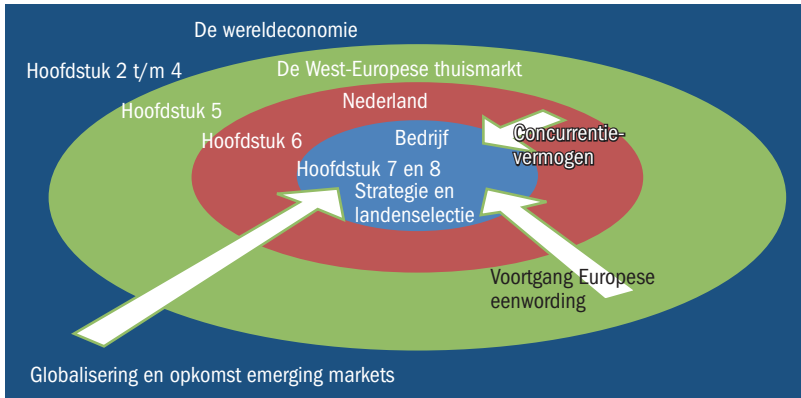 De wereldeconomie
Hoofdstuk 2 t/m 4
De West-Europese thuismarkt
Hoofdstuk 5
Nederland
Hoofdstuk 6
Bedrijf
Concurrentie-
vermogen
Hoofdstuk 7 en 8
Strategie en
landenselectie
Voortgang Europese
eenwording
Globalisering en opkomst emerging markets